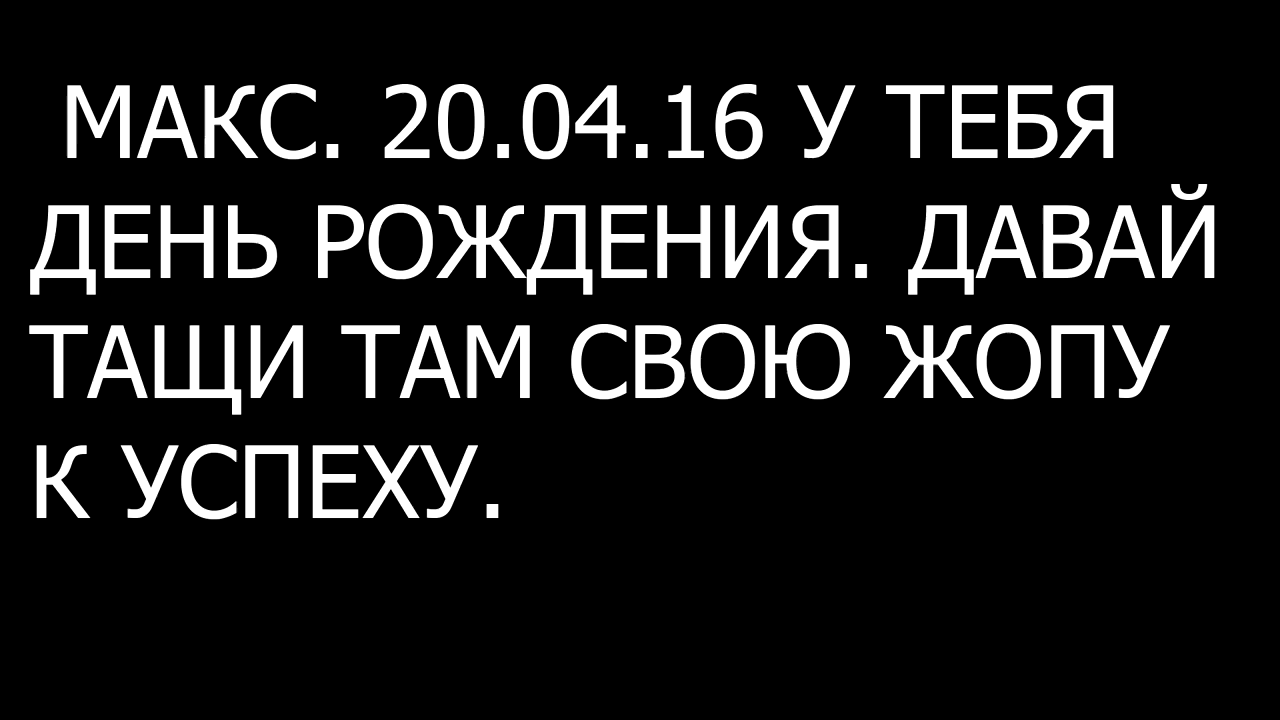 МАКС. 20.04.16 У ТЕБЯ
ДЕНЬ РОЖДЕНИЯ. ДАВАЙ
ТАЩИ ТАМ СВОЮ ЖОПУ
К УСПЕХУ.